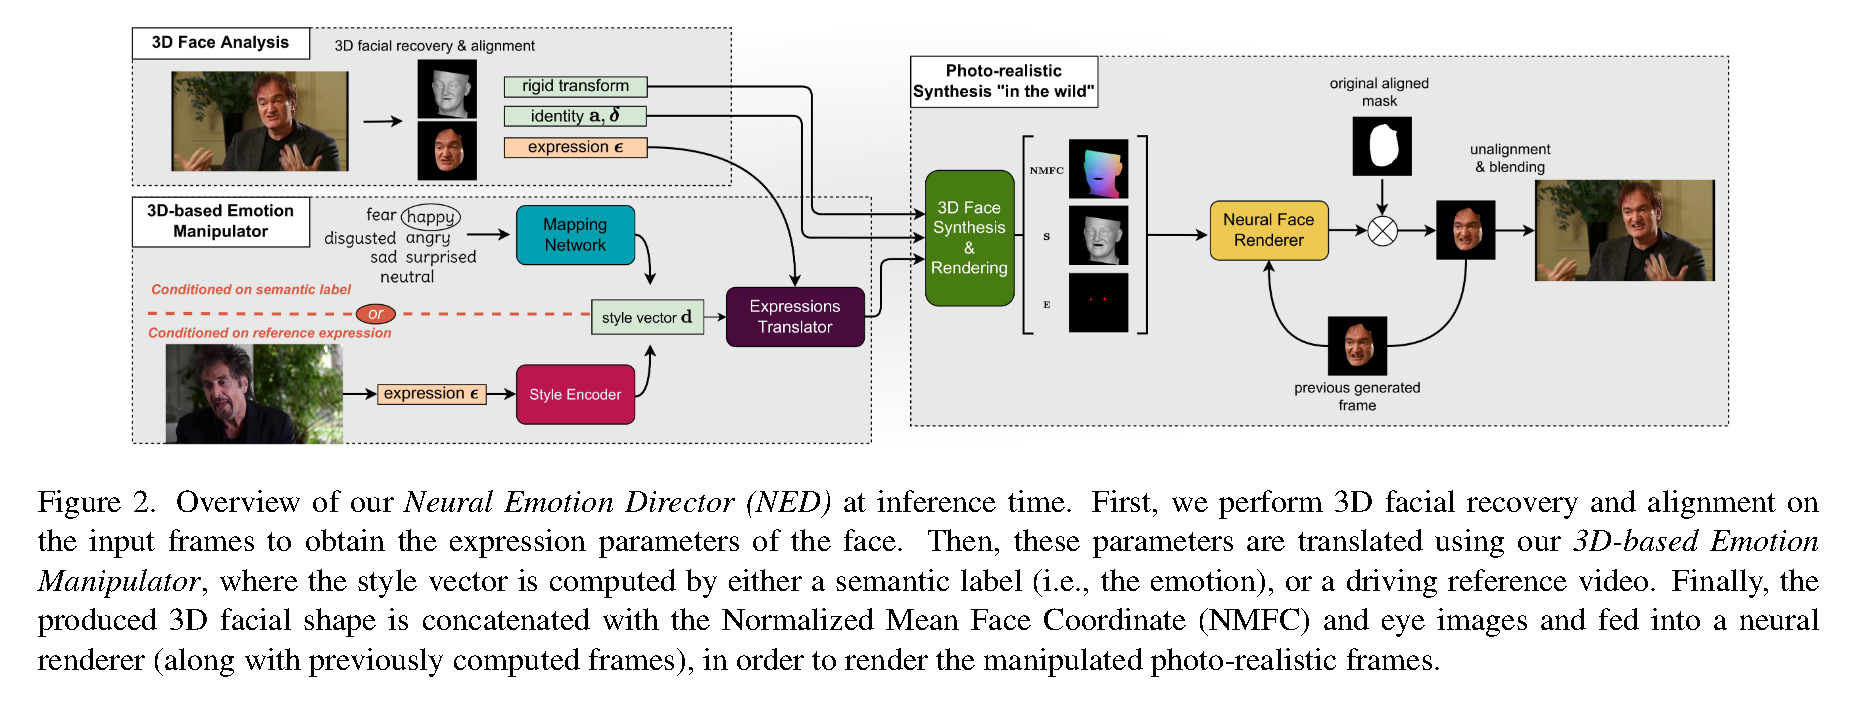 3D Face Analysis
3D facial recovery & alignment
rigid transform
identity a, δ
expression ϵ
3D-based Emotion
Manipulator
fear happy
disgusted angry
sad surprised
neutral
Mapping
Network
Conditioned on semantic label
or
Conditioned on reference expression
style vector d
Expressions
Translator
expression ϵ
Style Encoder
Photo-realistic
Synthesis "in the wild"
3D Face
Synthesis
&
Rendering
NMFC
S
E
Neural Face
Renderer
original aligned
mask
unalignment
& blending
previous generated
frame
Figure 2. Overview of our Neural Emotion Director (NED) at inference time. First, we perform 3D facial recovery and alignment on
the input frames to obtain the expression parameters of the face. Then, these parameters are translated using our 3D-based Emotion
Manipulator, where the style vector is computed by either a semantic label (i.e., the emotion), or a driving reference video. Finally, the
produced 3D facial shape is concatenated with the Normalized Mean Face Coordinate (NMFC) and eye images and fed into a neural
renderer (along with previously computed frames), in order to render the manipulated photo-realistic frames.